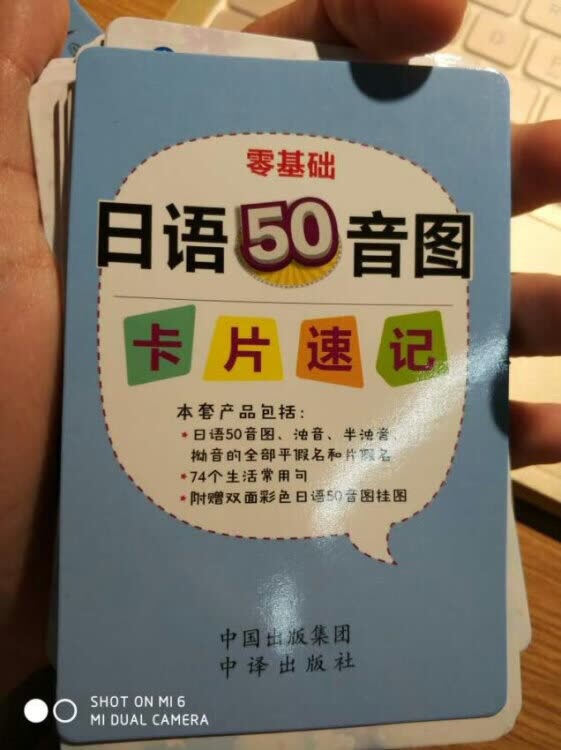 零基础
日语50音图
卡片速记
本套产品包括:
*日语50音图、浊音、半浊音、
拗音的全部平假名和片假名
*74个生活常用句
*附赠双面彩色日语50音图挂图
中国出版集团
中译出版社
SHOT ON MI 6
MI DUAL CAMERA